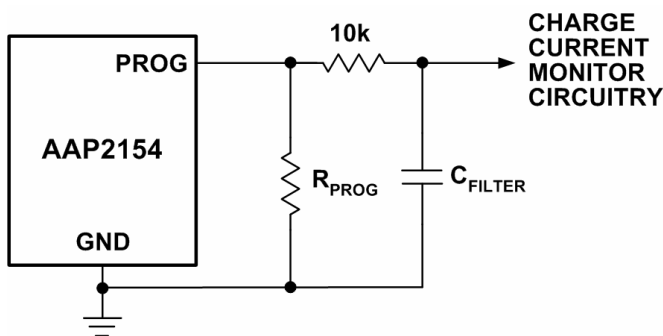 10k
CHARGE
CURRENT
MONITOR
CIRCUITRY
PROG
AAP2154
RPROG
CFILTER
GND